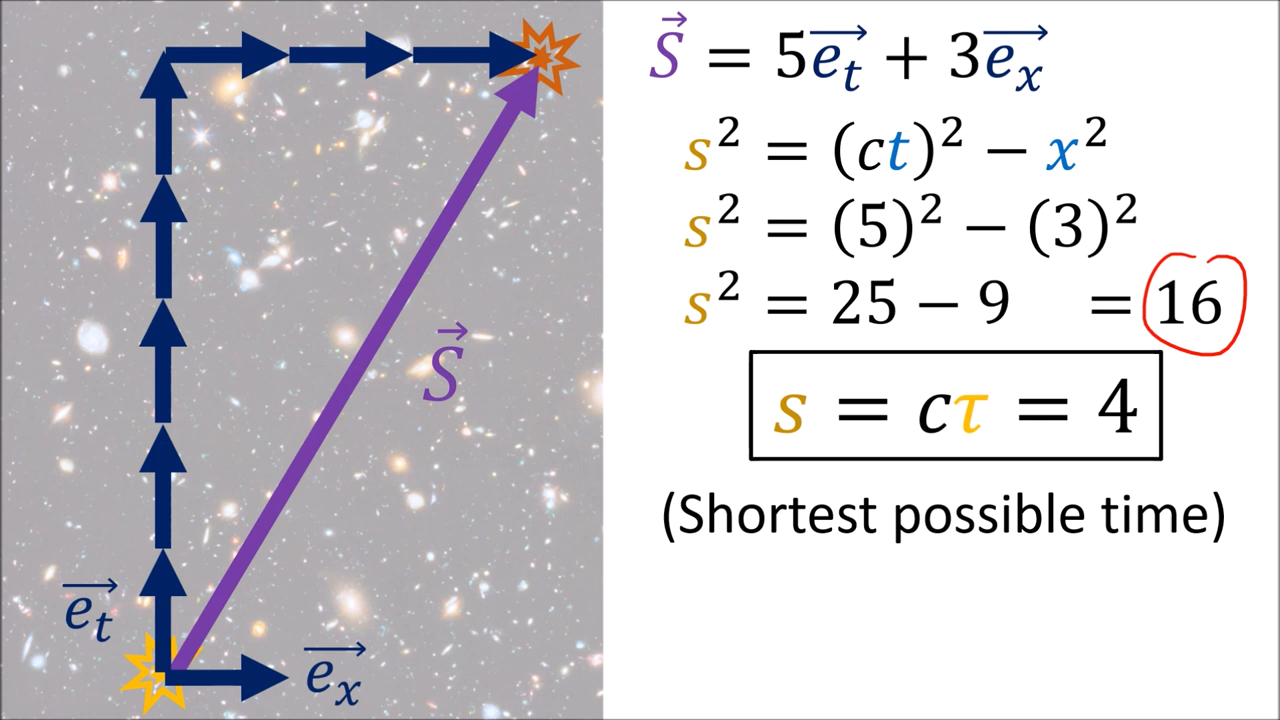 S⃗ = 5e⃗ₜ + 3e⃗ₓ
s² = (ct)² − x²
s² = (5)² − (3)²
s² = 25 − 9 = 16
s = cτ = 4
(Shortest possible time)
S⃗
e⃗ₜ
e⃗ₓ